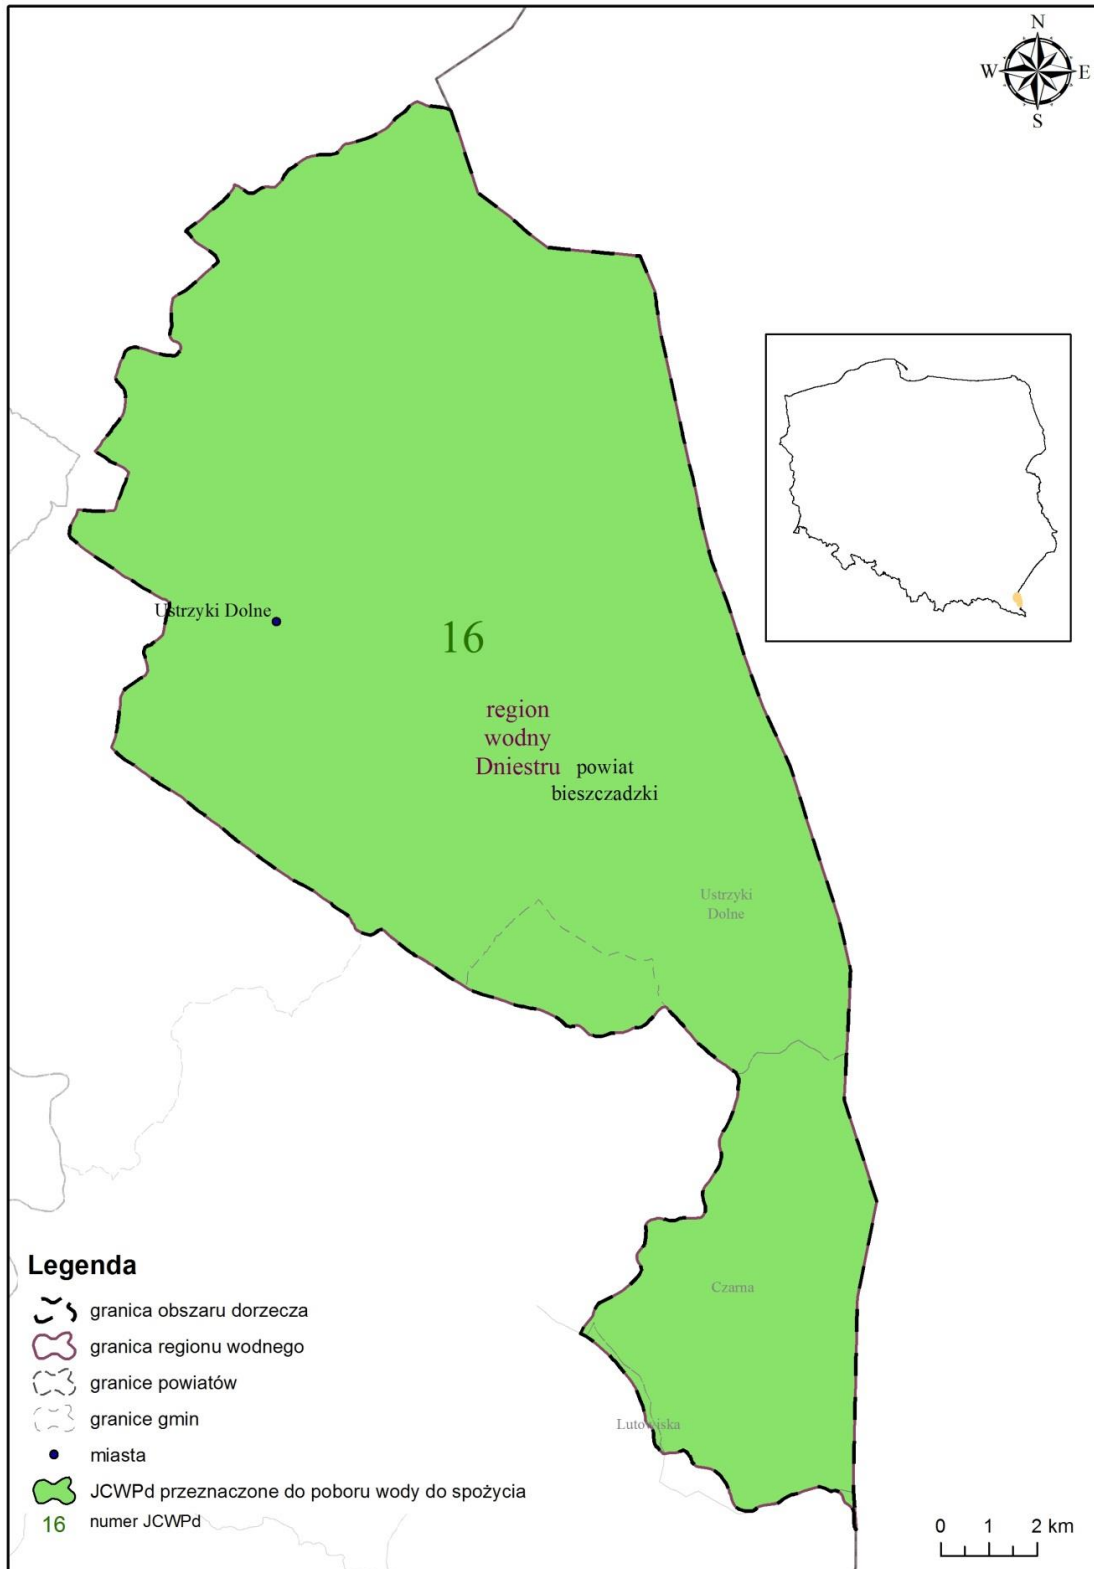 N
W
E
S
Ustrzyki Dolne
16
region
wodny
Dniestru
powiat
bieszczadzki
Ustrzyki
Dolne
Czarna
Lutowiska
Legenda
granica obszaru dorzecza
granica regionu wodnego
granice powiatów
granice gmin
miasta
JCWPd przeznaczone do poboru wody do spożycia
16 numer JCWPd
0 1 2 km